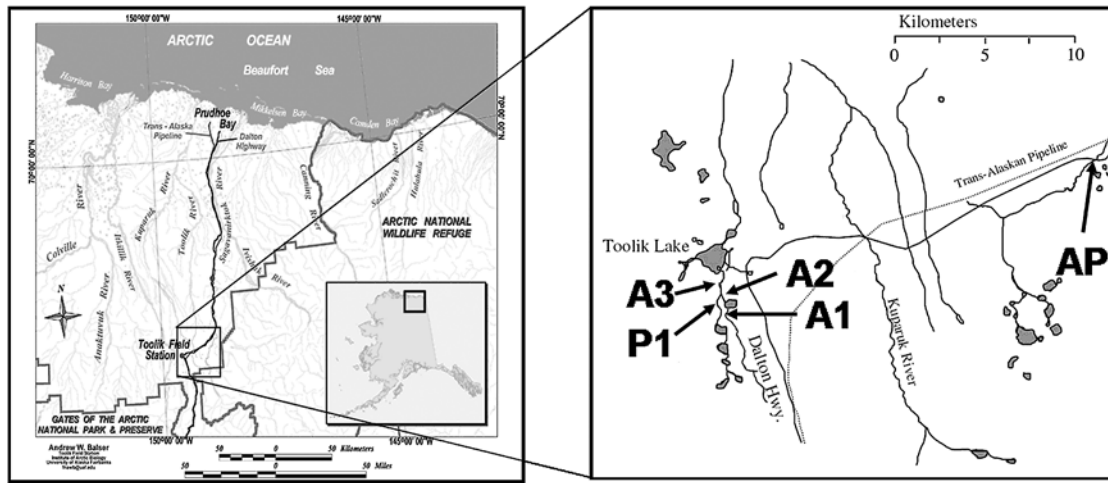 150°00' 00"W
145°00' 00"W
ARCTIC OCEAN
Beaufort Sea
Harrison Bay
Mikkelsen Bay
Camden Bay
70°00' 00"N
70°00' 00"N
Prudhoe
Bay
Trans - Alaska
Pipeline
Dalton
Highway
Colville
River
Itkillik River
Anaktuvuk River
Kuparuk River
Toolik River
Sagavanirktok
River
Ivishak River
Canning River
Sadlerochit River
Hulahula River
ARCTIC NATIONAL
WILDLIFE REFUGE
N
Toolik Field
Station
GATES OF THE ARCTIC
NATIONAL PARK & PRESERVE
150°00' 00"W
145°00' 00"W
Andrew W. Balser
Toolik Field Station
Institute of Arctic Biology
University of Alaska Fairbanks
50 0 50 Kilometers
50 0 50 Miles
Kilometers
0 5 10
Trans-Alaskan Pipeline
Toolik Lake
A3
A2
P1
A1
AP
Dalton Hwy.
Kuparuk River